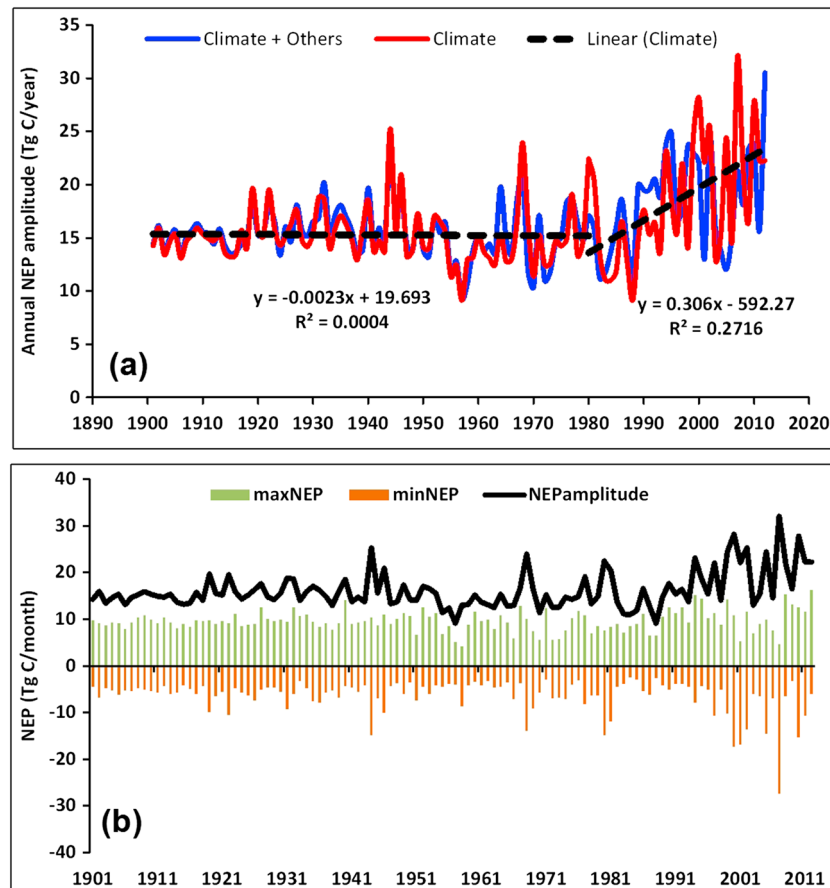 Climate + Others Climate Linear (Climate)
Annual NEP amplitude (Tg C/year)
35
30
25
20
15
10
5
0
y = -0.0023x + 19.693
R² = 0.0004
y = 0.306x - 592.27
R² = 0.2716
(a)
1890 1900 1910 1920 1930 1940 1950 1960 1970 1980 1990 2000 2010 2020
maxNEP minNEP NEPamplitude
NEP (Tg C/month)
40
30
20
10
0
-10
-20
-30
-40
(b)
1901 1911 1921 1931 1941 1951 1961 1971 1981 1991 2001 2011